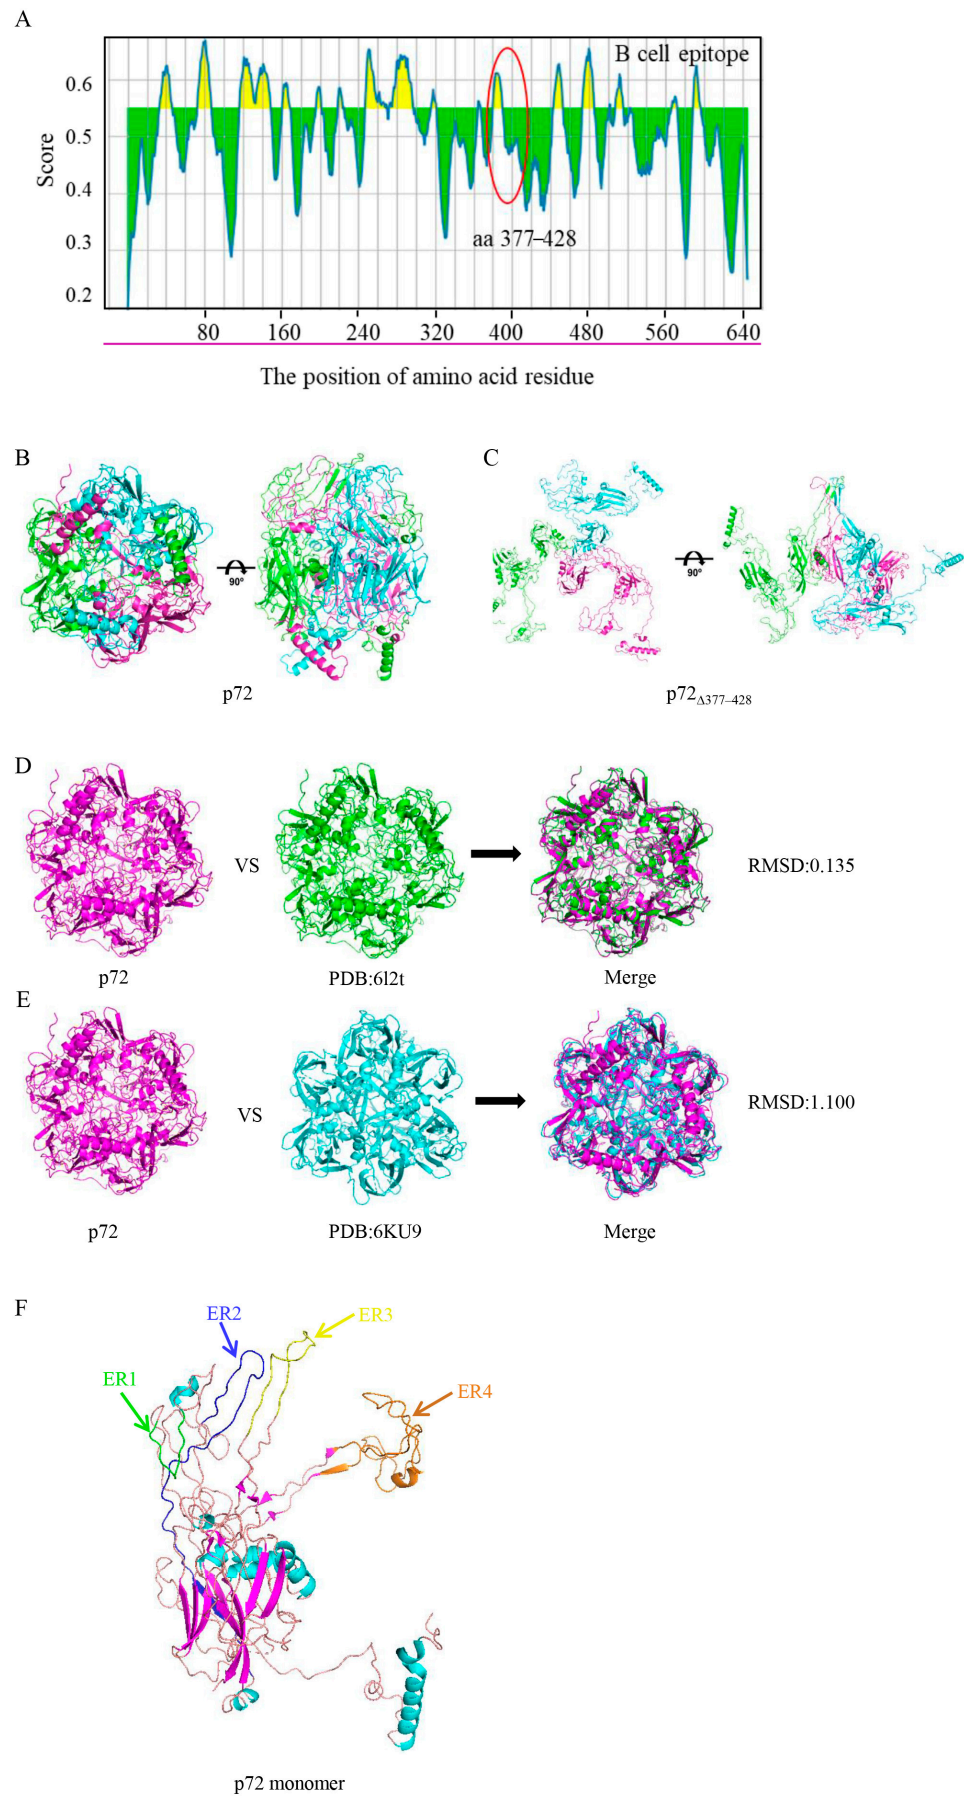 A
B cell epitope
0.6
0.5
0.4
0.3
0.2
Score
aa 377–428
80 160 240 320 400 480 560 640
The position of amino acid residue
B
C
90°
90°
p72
p72Δ377–428
D
VS
RMSD:0.135
p72
PDB:6l2t
Merge
E
VS
RMSD:1.100
p72
PDB:6KU9
Merge
F
ER2
ER3
ER1
ER4
p72 monomer